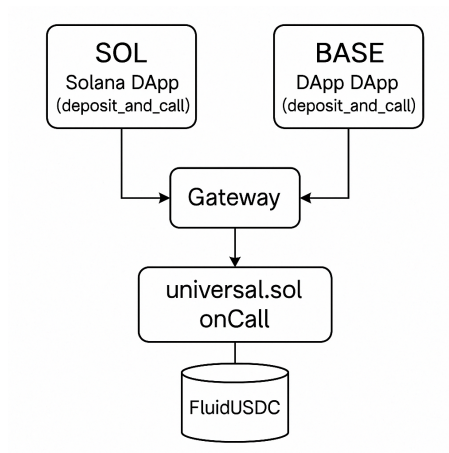 SOL
Solana DApp
(deposit_and_call)
BASE
DApp DApp
(deposit_and_call)
Gateway
universal.sol
onCall
FluidUSDC